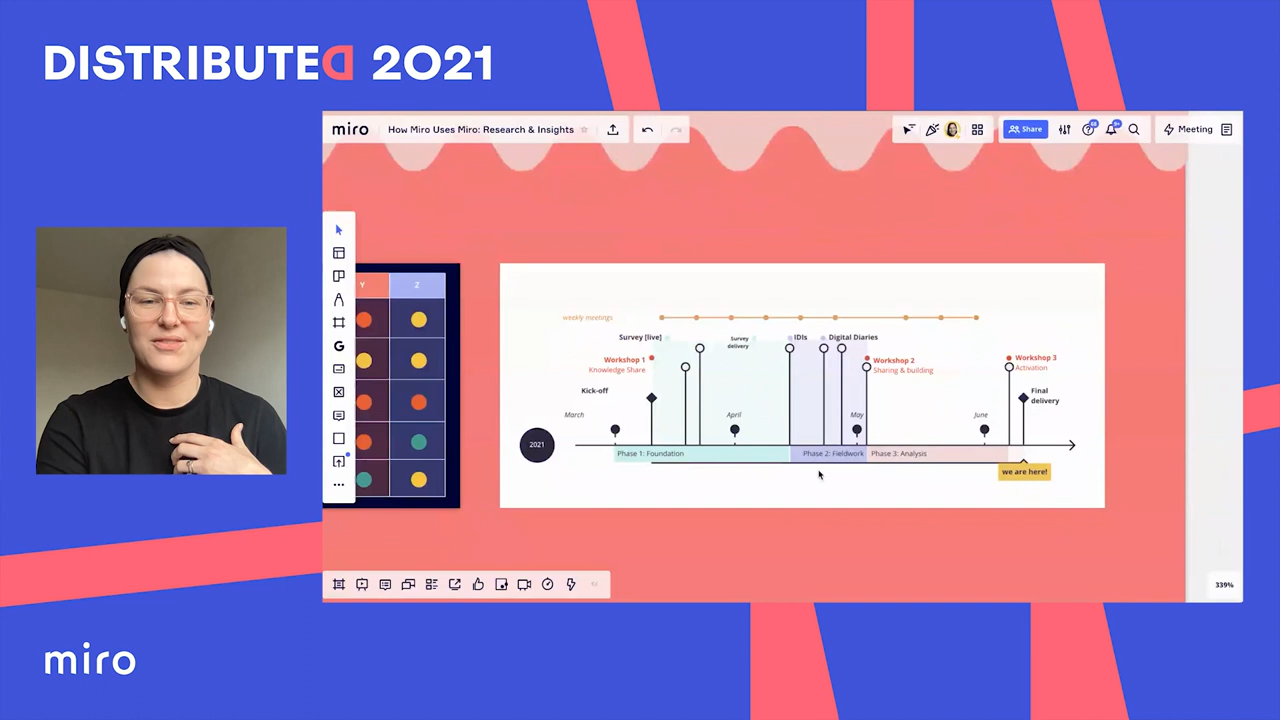 DISTRIBUTED 2021
miro
How Miro Uses Miro: Research & Insights
Share
Meeting
Y
Z
weekly meetings
Survey [live]
Survey
delivery
IDIs
Digital Diaries
Workshop 1
Knowledge Share
Workshop 2
Sharing & building
Workshop 3
Activation
Kick-off
Final
delivery
March
April
May
June
2021
Phase 1: Foundation
Phase 2: Fieldwork
Phase 3: Analysis
we are here!
339%
miro